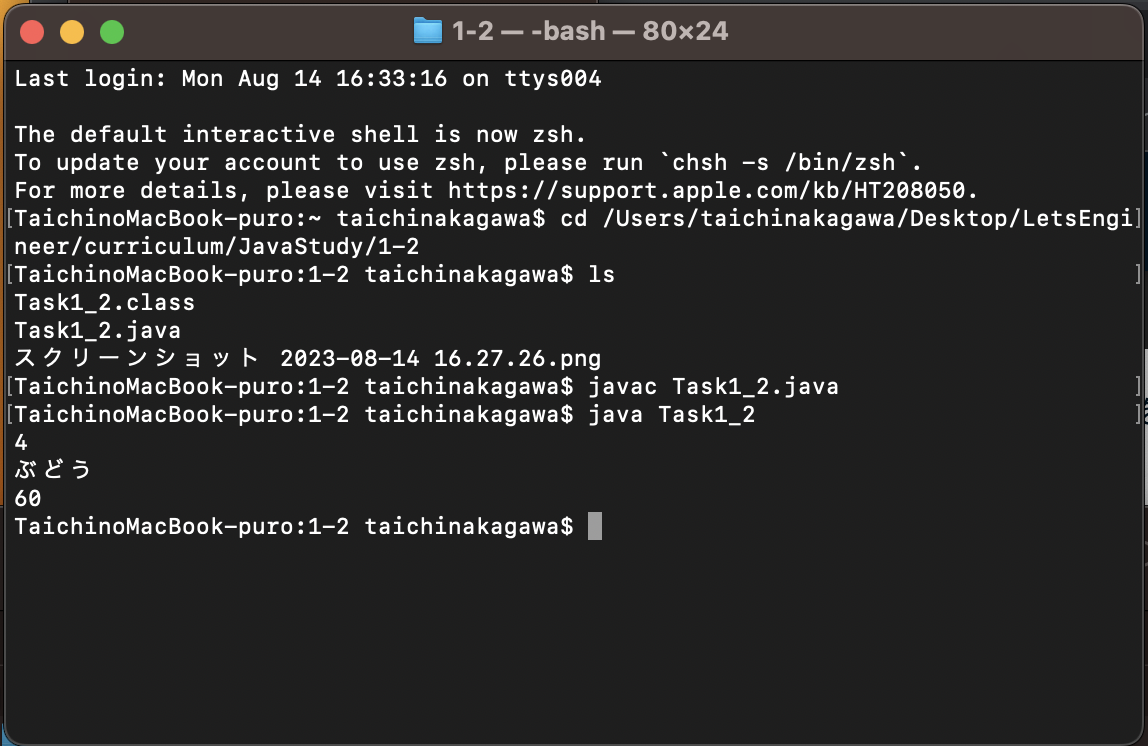 1-2 — -bash — 80×24
Last login: Mon Aug 14 16:33:16 on ttys004
The default interactive shell is now zsh.
To update your account to use zsh, please run `chsh -s /bin/zsh`.
For more details, please visit https://support.apple.com/kb/HT208050.
[TaichinoMacBook-puro:~ taichinakagawa$ cd /Users/taichinakagawa/Desktop/LetsEngi]
neer/curriculum/JavaStudy/1-2
[TaichinoMacBook-puro:1-2 taichinakagawa$ ls ]
Task1_2.class
Task1_2.java
スクリーンショット 2023-08-14 16.27.26.png
[TaichinoMacBook-puro:1-2 taichinakagawa$ javac Task1_2.java ]
[TaichinoMacBook-puro:1-2 taichinakagawa$ java Task1_2 ]
4
ぶどう
60
TaichinoMacBook-puro:1-2 taichinakagawa$